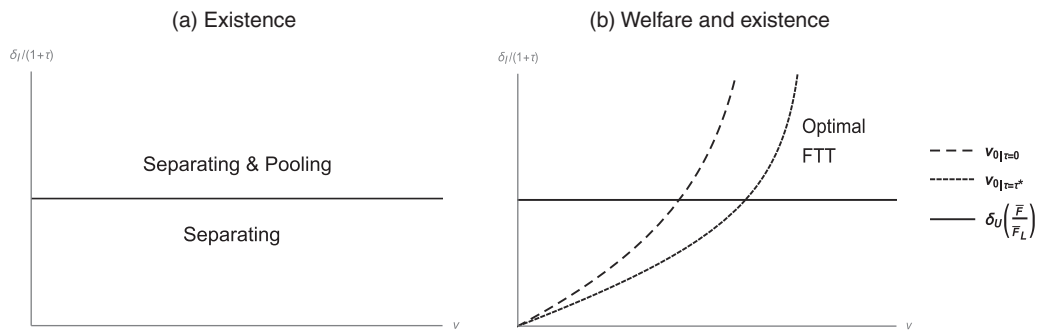 (a) Existence
δI/(1+τ)
Separating & Pooling
Separating
v
(b) Welfare and existence
δI/(1+τ)
Optimal
FTT
v
v0|τ=0
v0|τ=τ*
δU(F̅/F̅L)